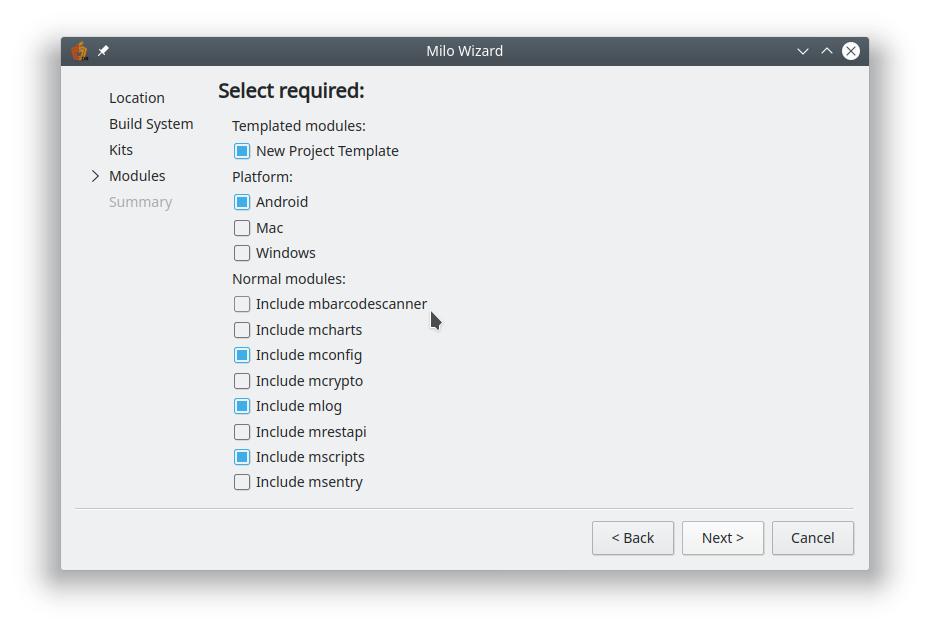 Milo Wizard
Location
Build System
Kits
Modules
Summary
Select required:
Templated modules:
New Project Template
Platform:
Android
Mac
Windows
Normal modules:
Include mbarcodescanner
Include mcharts
Include mconfig
Include mcrypto
Include mlog
Include mrestapi
Include mscripts
Include msentry
< Back
Next >
Cancel